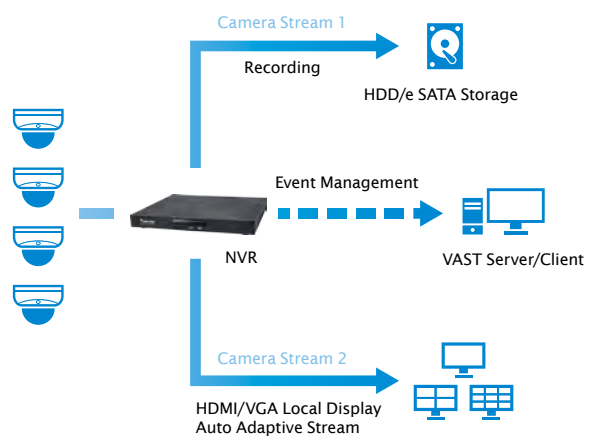 Camera Stream 1
Recording
HDD/e SATA Storage
Event Management
NVR
VAST Server/Client
Camera Stream 2
HDMI/VGA Local Display
Auto Adaptive Stream